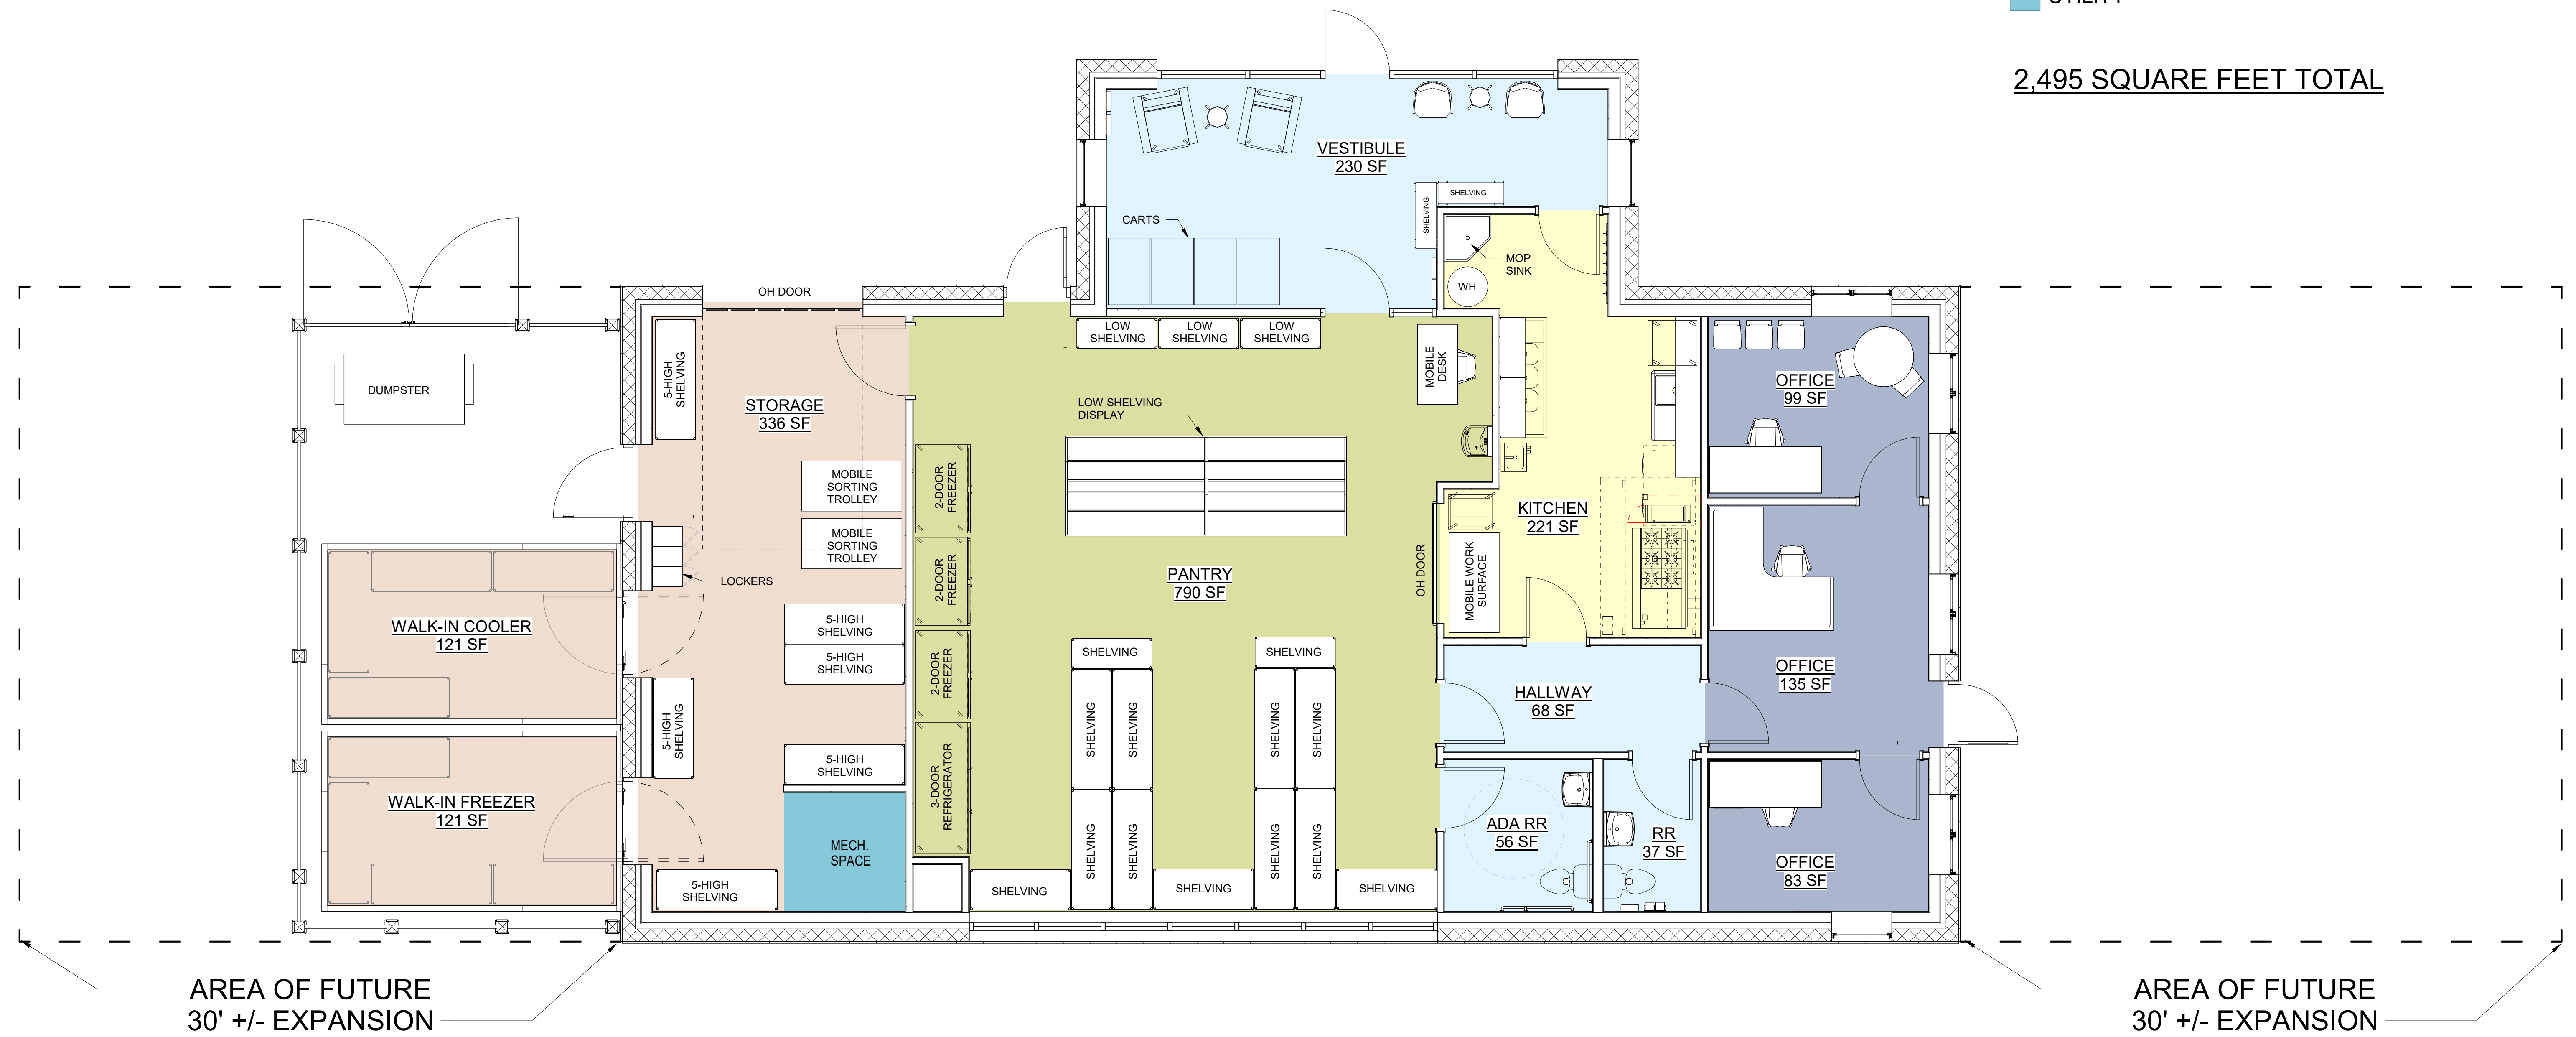 2,495 SQUARE FEET TOTAL
VESTIBULE
230 SF
SHELVING
SHELVING
CARTS
MOP
SINK
WH
OH DOOR
LOW
SHELVING
LOW
SHELVING
LOW
SHELVING
MOBILE
DESK
5-HIGH
SHELVING
DUMPSTER
STORAGE
336 SF
LOW SHELVING
DISPLAY
OFFICE
99 SF
MOBILE
SORTING
TROLLEY
MOBILE
SORTING
TROLLEY
2-DOOR
FREEZER
2-DOOR
FREEZER
2-DOOR
FREEZER
3-DOOR
REFRIGERATOR
KITCHEN
221 SF
OH DOOR
MOBILE WORK
SURFACE
LOCKERS
PANTRY
790 SF
WALK-IN COOLER
121 SF
5-HIGH
SHELVING
5-HIGH
SHELVING
5-HIGH
SHELVING
5-HIGH
SHELVING
SHELVING
SHELVING
SHELVING
SHELVING
SHELVING
SHELVING
SHELVING
SHELVING
SHELVING
SHELVING
HALLWAY
68 SF
OFFICE
135 SF
WALK-IN FREEZER
121 SF
MECH.
SPACE
5-HIGH
SHELVING
SHELVING
SHELVING
SHELVING
ADA RR
56 SF
RR
37 SF
OFFICE
83 SF
AREA OF FUTURE
30' +/- EXPANSION
AREA OF FUTURE
30' +/- EXPANSION